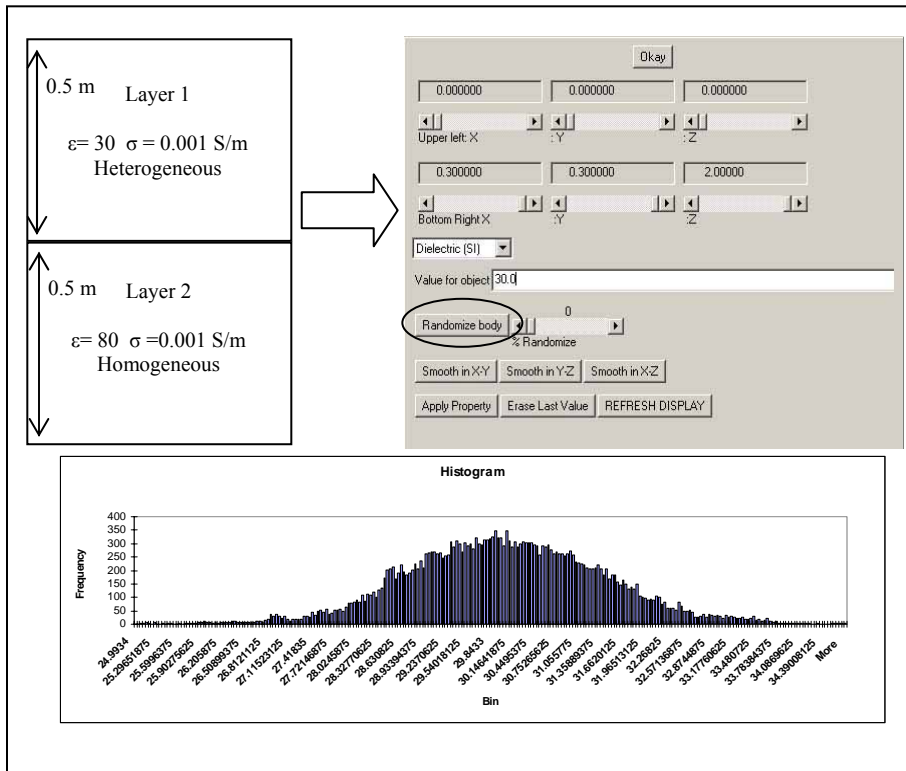 0.5 m
Layer 1
ε= 30 σ = 0.001 S/m
Heterogeneous
0.5 m
Layer 2
ε= 80 σ =0.001 S/m
Homogeneous
Okay
0.000000 0.000000 0.000000
Upper left: X :Y :Z
0.300000 0.300000 2.00000
Bottom Right X :Y :Z
Dielectric (SI)
Value for object 30.0
Randomize body 0
% Randomize
Smooth in X-Y Smooth in Y-Z Smooth in X-Z
Apply Property Erase Last Value REFRESH DISPLAY
Histogram
Frequency
400
350
300
250
200
150
100
50
0
24.9934
25.29651875
25.5996375
25.90275625
26.205875
26.50899375
26.8121125
27.11523125
27.41835
27.72146875
28.0245875
28.32770625
28.630825
28.93394375
29.2370625
29.54018125
29.8433
30.14641875
30.4495375
30.75265625
31.055775
31.35889375
31.6620125
31.96513125
32.26825
32.57136875
32.8744875
33.17760625
33.480725
33.78384375
34.0869625
34.39008125
More
Bin